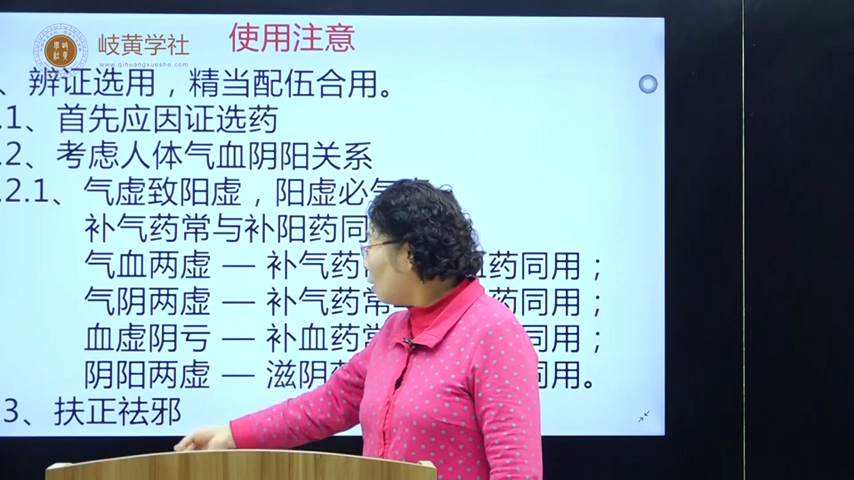 岐黄学社
www.qihuangxueshe.com
使用注意
、辨证选用，精当配伍合用。
.1、首先应因证选药
.2、考虑人体气血阴阳关系
.2.1、气虚致阳虚，阳虚必气
补气药常与补阳药同
气血两虚 — 补气药 药同用；
气阴两虚 — 补气药常 药同用；
血虚阴亏 — 补血药常 同用；
阴阳两虚 — 滋阴 同用。
3、扶正祛邪